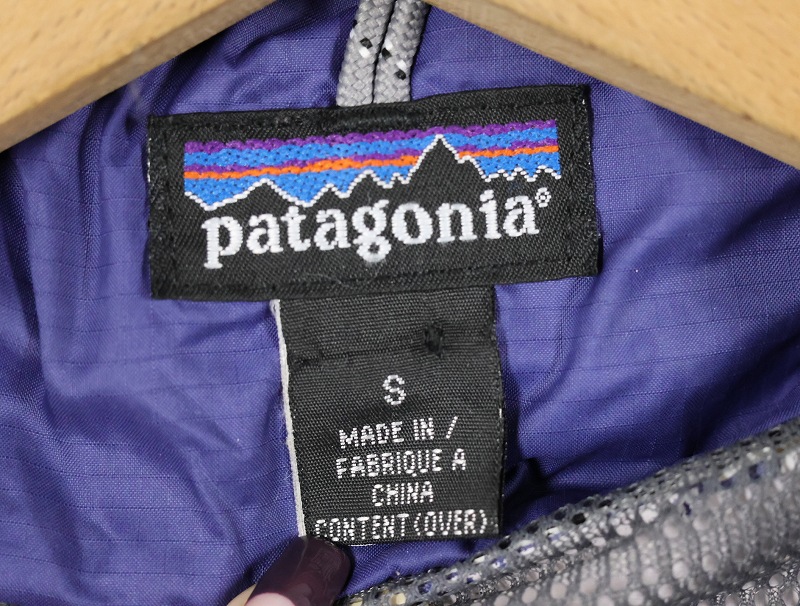 patagonia®
S
MADE IN /
FABRIQUE A
CHINA
CONTENT (OVER)